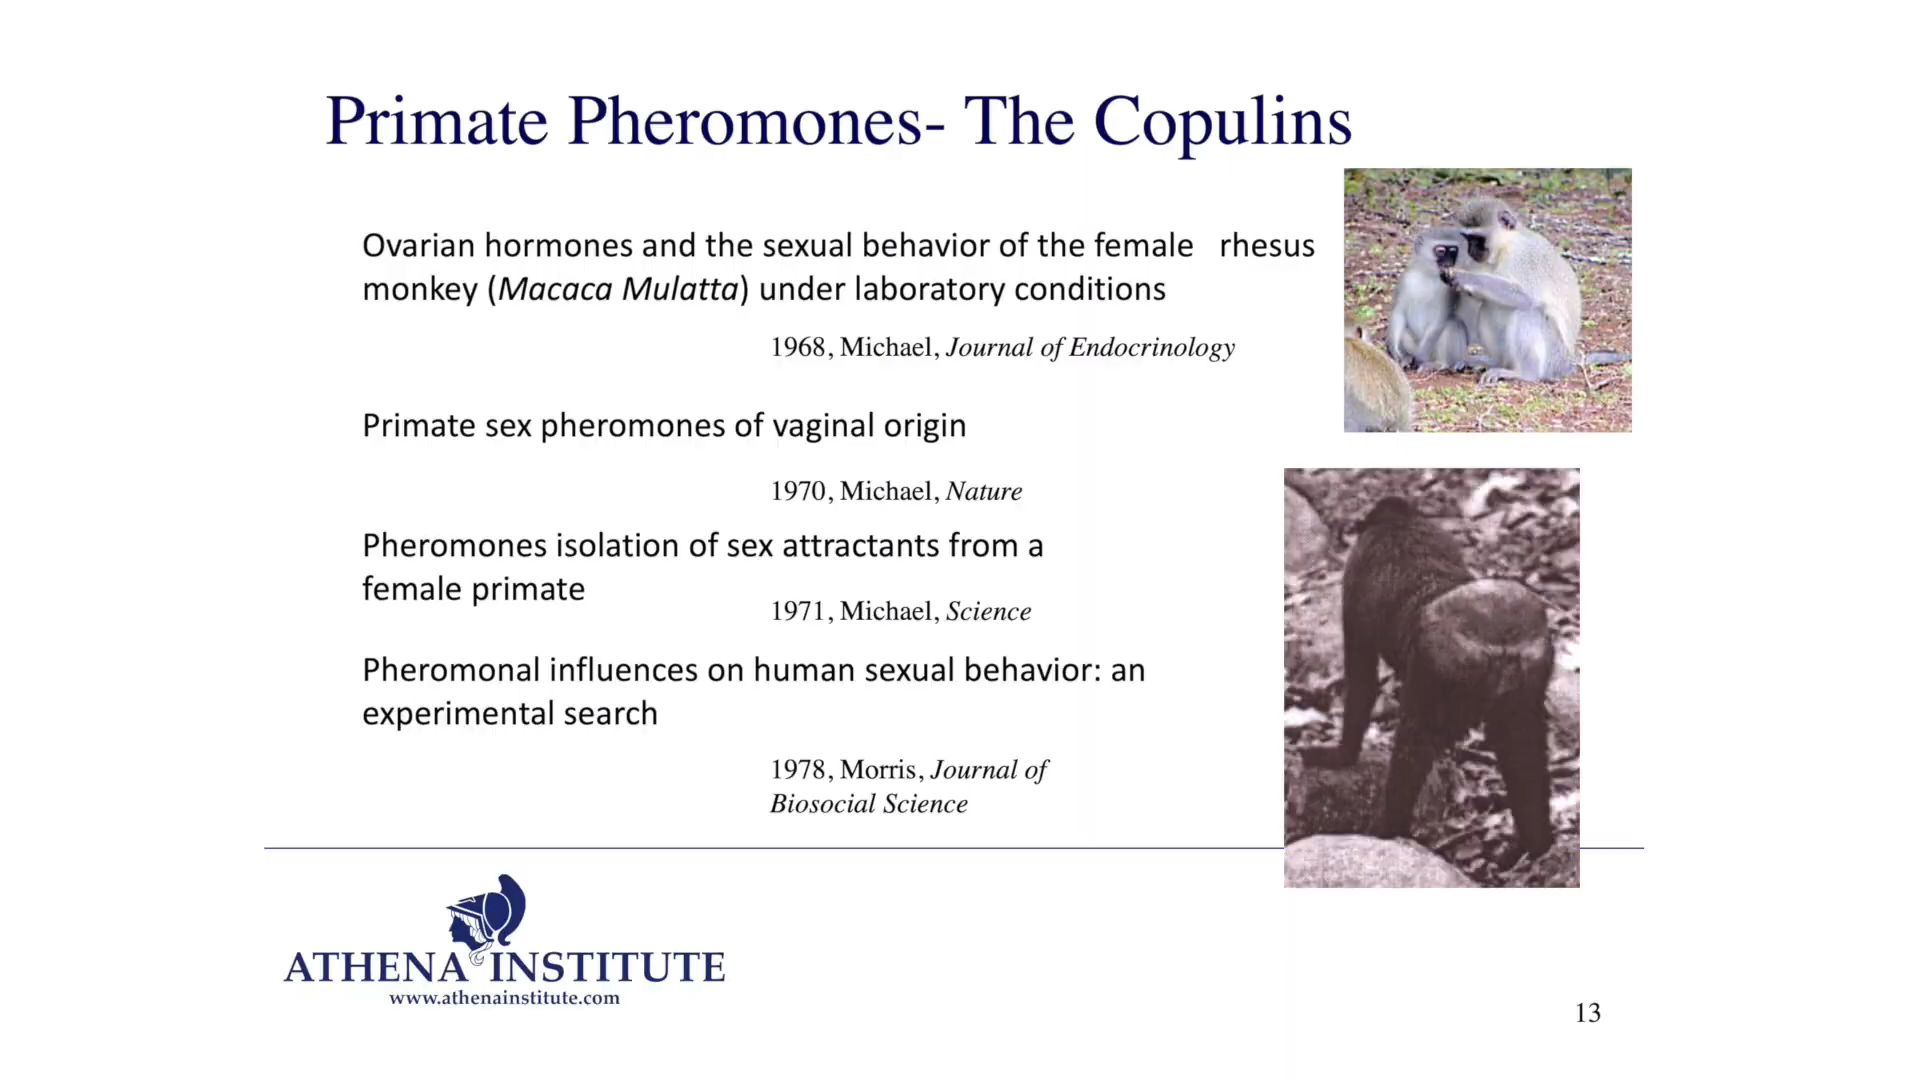 Primate Pheromones- The Copulins
Ovarian hormones and the sexual behavior of the female rhesus
monkey (Macaca Mulatta) under laboratory conditions
1968, Michael, Journal of Endocrinology
Primate sex pheromones of vaginal origin
1970, Michael, Nature
Pheromones isolation of sex attractants from a
female primate
1971, Michael, Science
Pheromonal influences on human sexual behavior: an
experimental search
1978, Morris, Journal of
Biosocial Science
ATHENA INSTITUTE
www.athenainstitute.com
13